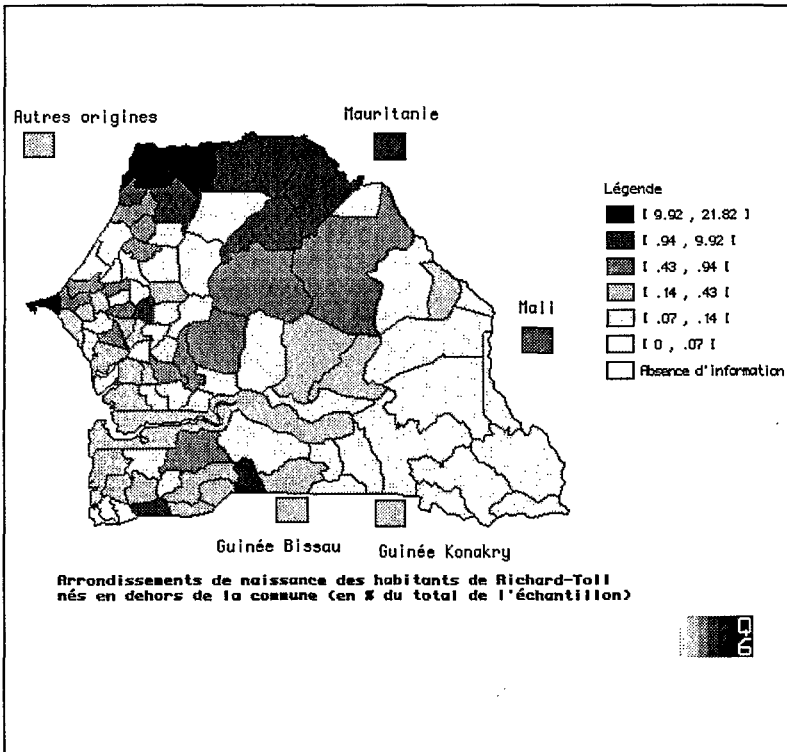 Autres origines
Mauritanie
Légende
[ 9.92 , 21.82 ]
[ .94 , 9.92 [
[ .43 , .94 [
[ .14 , .43 [
[ .07 , .14 [
[ 0 , .07 [
Absence d'information
Mali
Guinée Bissau
Guinée Konakry
Arrondissements de naissance des habitants de Richard-Toll
nés en dehors de la commune (en % du total de l'échantillon)